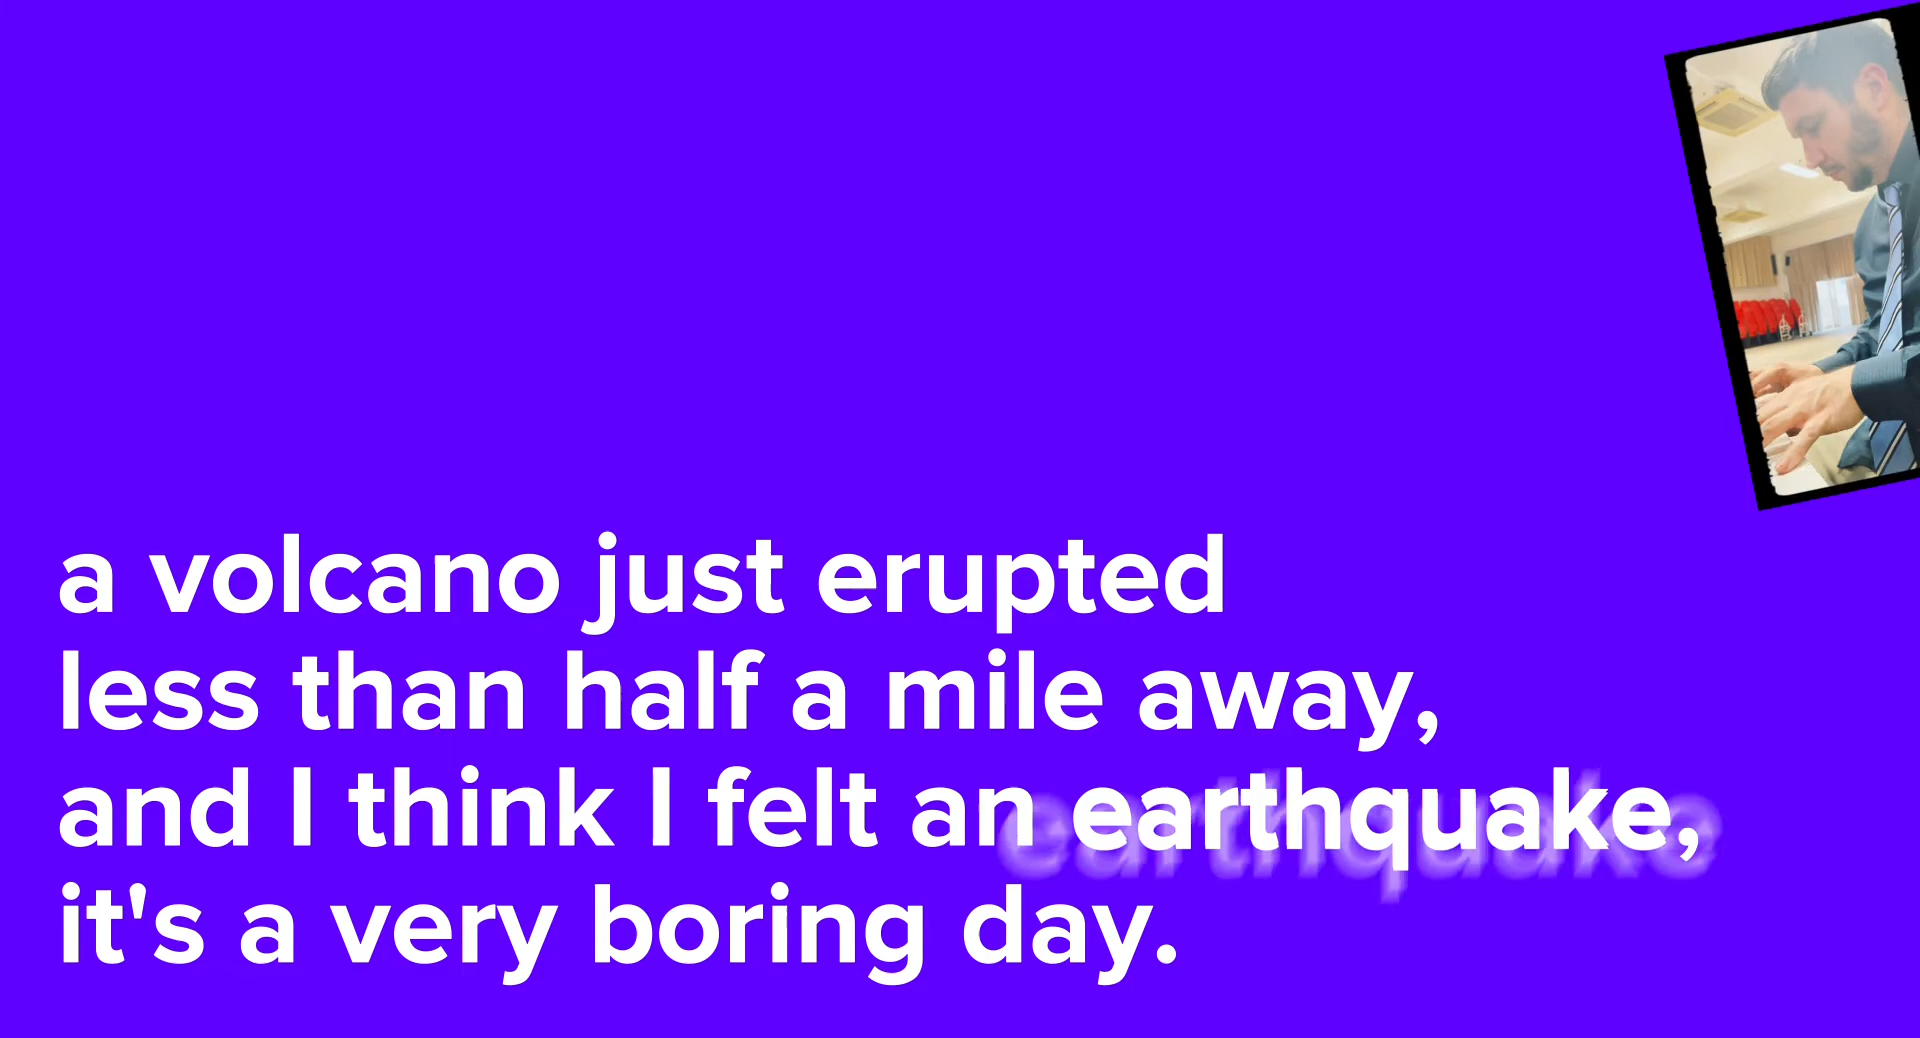 a volcano just erupted
less than half a mile away,
and I think I felt an earthquake,
it's a very boring day.